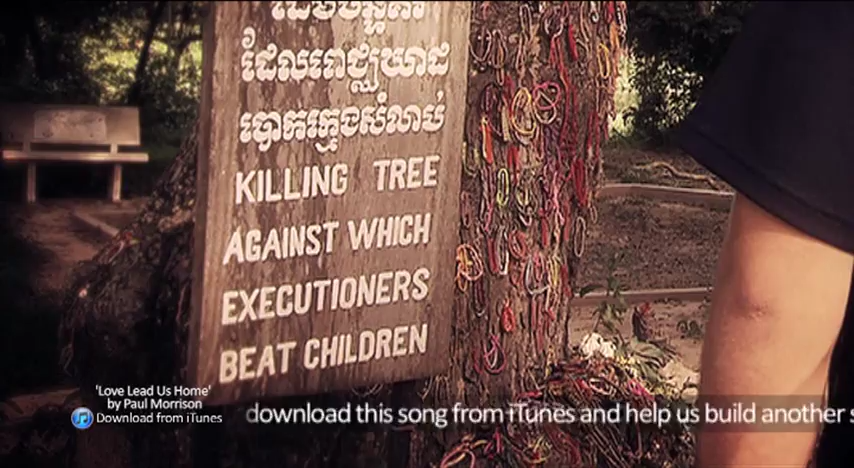 ដែលពេជ្ឈឃាដ
បោកក្មេងសំលាប់
KILLING TREE
AGAINST WHICH
EXECUTIONERS
BEAT CHILDREN
'Love Lead Us Home'
by Paul Morrison
Download from iTunes
download this song from iTunes and help us build another